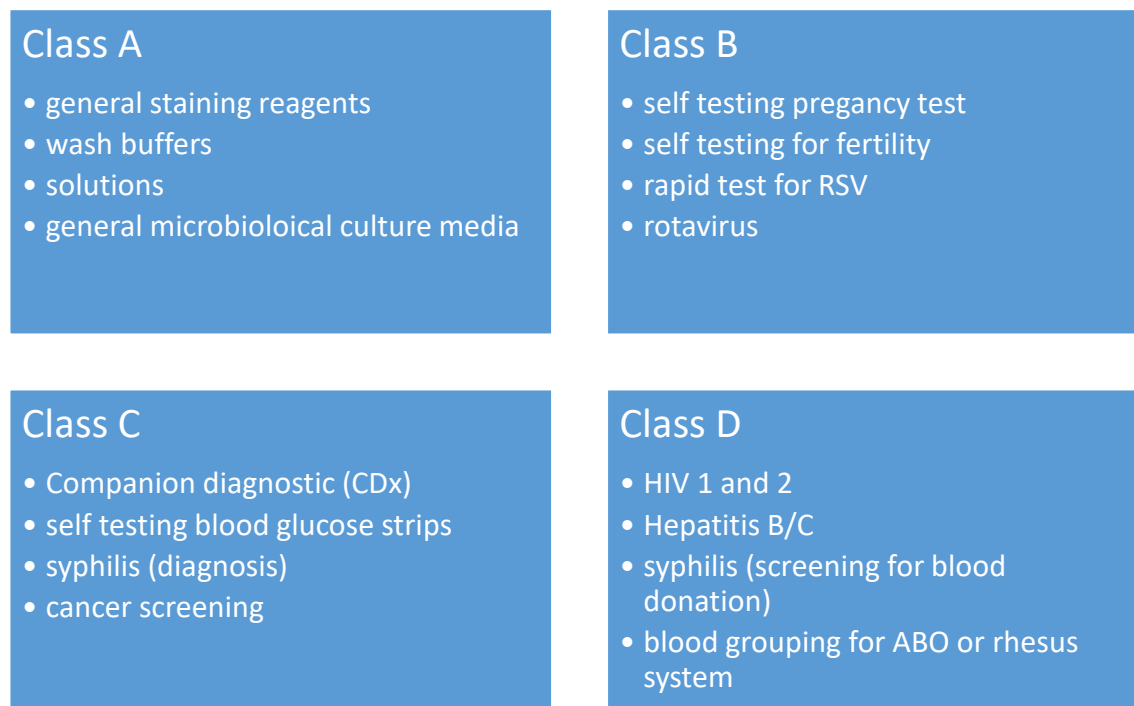 Class A
• general staining reagents
• wash buffers
• solutions
• general microbioloical culture media
Class B
• self testing pregancy test
• self testing for fertility
• rapid test for RSV
• rotavirus
Class C
• Companion diagnostic (CDx)
• self testing blood glucose strips
• syphilis (diagnosis)
• cancer screening
Class D
• HIV 1 and 2
• Hepatitis B/C
• syphilis (screening for blood
donation)
• blood grouping for ABO or rhesus
system